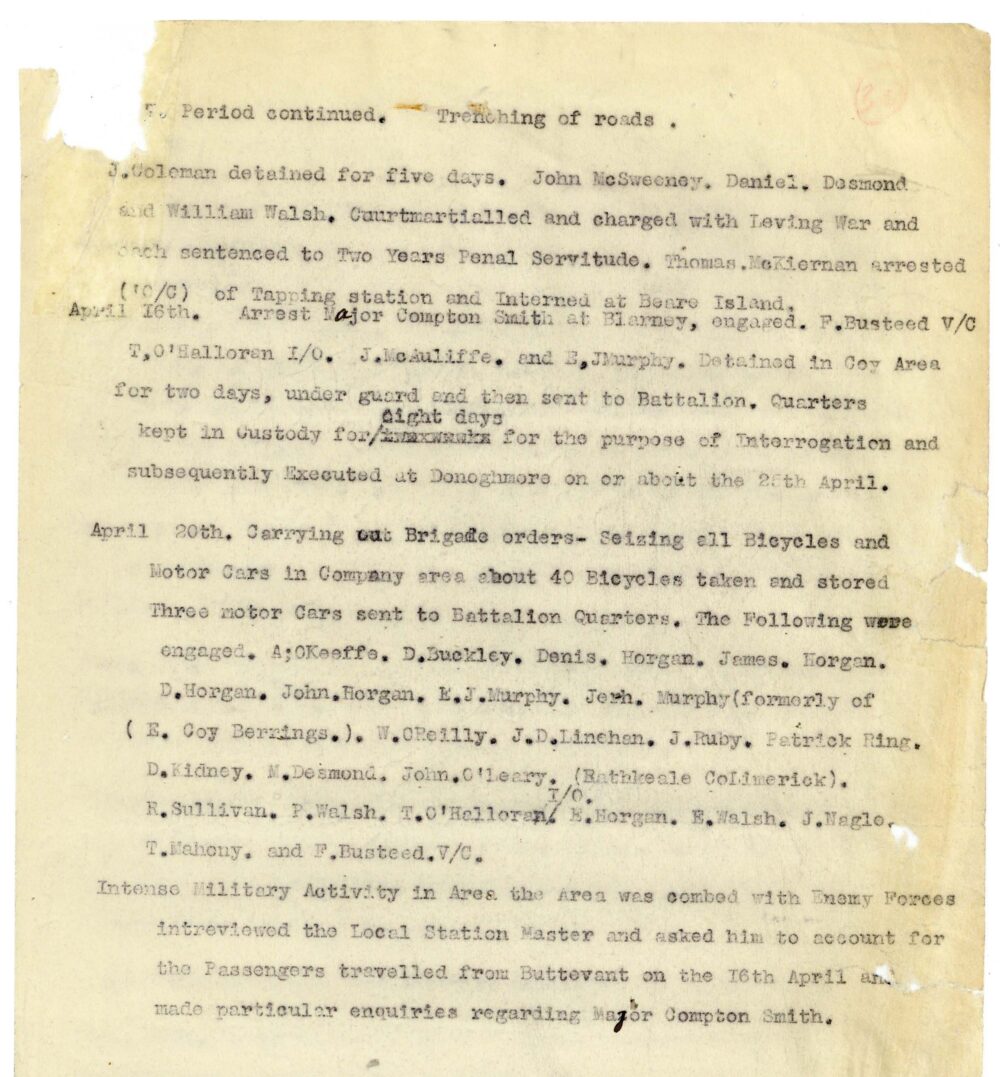 Period continued. Trenching of roads .
J.Coleman detained for five days. John McSweeney. Daniel. Desmond
and William Walsh. Cuurtmartialled and charged with Leving War and
each sentenced to Two Years Penal Servitude. Thomas.McKiernan arrested
('O/C) of Tapping station and Interned at Beare Island.
April I6th. Arrest Major Compton Smith at Blarney, engaged. F.Busteed V/C
T,O'Halloran I/O. J.McAuliffe. and E,JMurphy. Detained in Coy Area
for two days, under guard and then sent to Battalion. Quarters
eight days
kept in Custody for/ for the purpose of Interrogation and
subsequently Executed at Donoghmore on or about the 28th April.
April 20th. Carrying out Brigade orders- Seizing all Bicycles and
Motor Cars in Company area about 40 Bicycles taken and stored
Three motor Cars sent to Battalion Quarters. The Following were
engaged. A;OKeeffe. D.Buckley. Denis. Horgan. James. Horgan.
D.Horgan. John.Horgan. E.J.Murphy. Jerh. Murphy(formerly of
( E. Coy Berrings.). W.OReilly. J.D.Linehan. J.Ruby. Patrick Ring.
D.Kidney. M.Desmond. John.O'Leary. (Rathkeale CoLimerick).
I/O.
R.Sullivan. P.Walsh. T.O'Halloran/ E.Horgan. E.Walsh. J.Nagle.
T.Mahony. and F.Busteed.V/C.
Intense Military Activity in Area the Area was combed with Enemy Forces
intreviewed the Local Station Master and asked him to account for
the Passengers travelled from Buttevant on the I6th April and
made particular enquiries regarding Major Compton Smith.